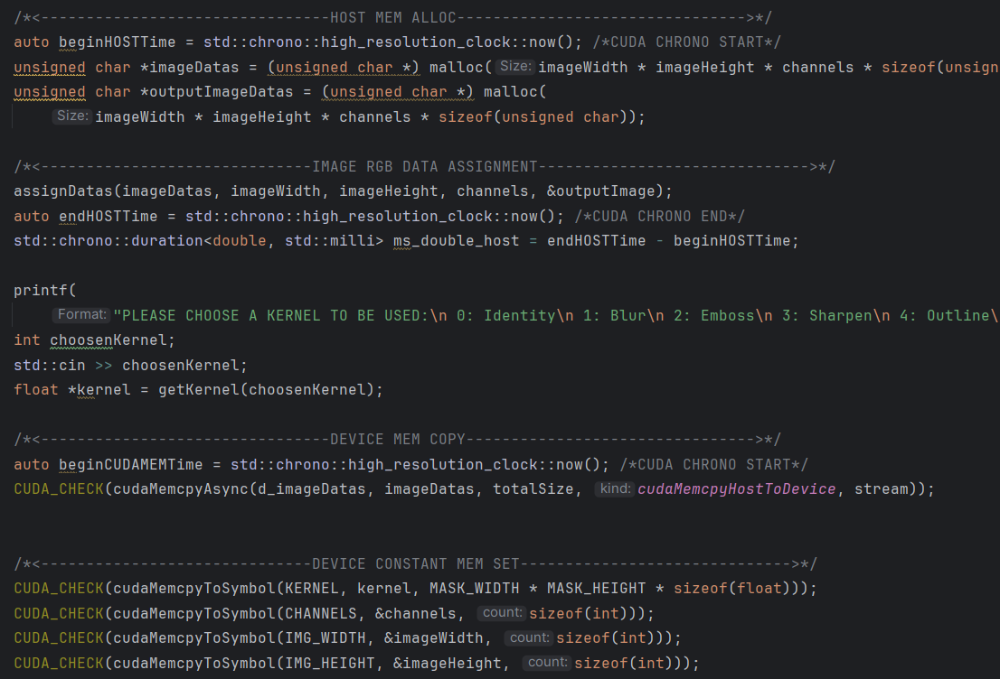 /*<--------------------------------HOST MEM ALLOC-------------------------------->*/
auto beginHOSTTime = std::chrono::high_resolution_clock::now(); /*CUDA CHRONO START*/
unsigned char *imageDatas = (unsigned char *) malloc( Size: imageWidth * imageHeight * channels * sizeof(unsign
unsigned char *outputImageDatas = (unsigned char *) malloc(
Size: imageWidth * imageHeight * channels * sizeof(unsigned char));
/*<------------------------------IMAGE RGB DATA ASSIGNMENT------------------------------>*/
assignDatas(imageDatas, imageWidth, imageHeight, channels, &outputImage);
auto endHOSTTime = std::chrono::high_resolution_clock::now(); /*CUDA CHRONO END*/
std::chrono::duration<double, std::milli> ms_double_host = endHOSTTime - beginHOSTTime;
printf(
Format: "PLEASE CHOOSE A KERNEL TO BE USED:\n 0: Identity\n 1: Blur\n 2: Emboss\n 3: Sharpen\n 4: Outline\
int choosenKernel;
std::cin >> choosenKernel;
float *kernel = getKernel(choosenKernel);
/*<--------------------------------DEVICE MEM COPY-------------------------------->*/
auto beginCUDAMEMTime = std::chrono::high_resolution_clock::now(); /*CUDA CHRONO START*/
CUDA_CHECK(cudaMemcpyAsync(d_imageDatas, imageDatas, totalSize, kind: cudaMemcpyHostToDevice, stream));
/*<------------------------------DEVICE CONSTANT MEM SET------------------------------>*/
CUDA_CHECK(cudaMemcpyToSymbol(KERNEL, kernel, MASK_WIDTH * MASK_HEIGHT * sizeof(float)));
CUDA_CHECK(cudaMemcpyToSymbol(CHANNELS, &channels, count: sizeof(int)));
CUDA_CHECK(cudaMemcpyToSymbol(IMG_WIDTH, &imageWidth, count: sizeof(int)));
CUDA_CHECK(cudaMemcpyToSymbol(IMG_HEIGHT, &imageHeight, count: sizeof(int)));